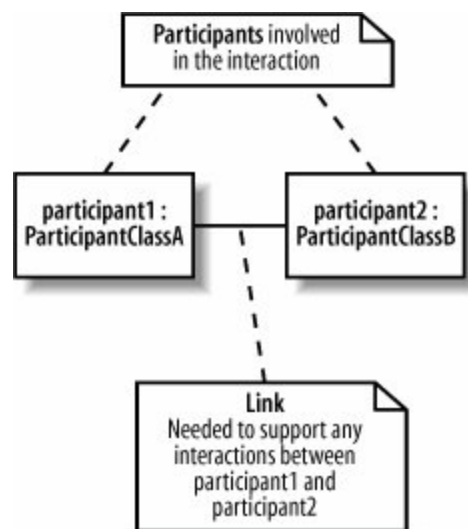 Participants involved
in the interaction
participant1 :
ParticipantClassA
participant2 :
ParticipantClassB
Link
Needed to support any
interactions between
participant1 and
participant2